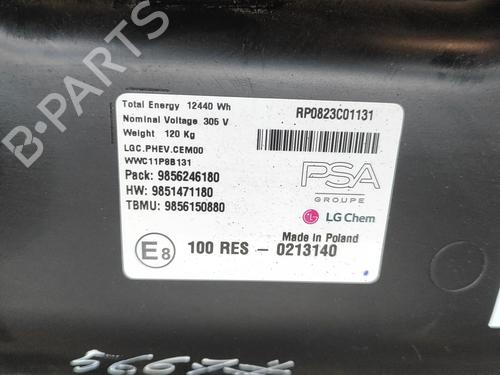 Total Energy 12440 Wh
Nominal Voltage 305 V
Weight 120 Kg
LGC.PHEV.CEM00
WWC11P8B131
Pack: 9856246180
HW: 9851471180
TBMU: 9856150880
RP0823C01131
PSA
GROUPE
LG Chem
Made in Poland
E8 100 RES - 0213140